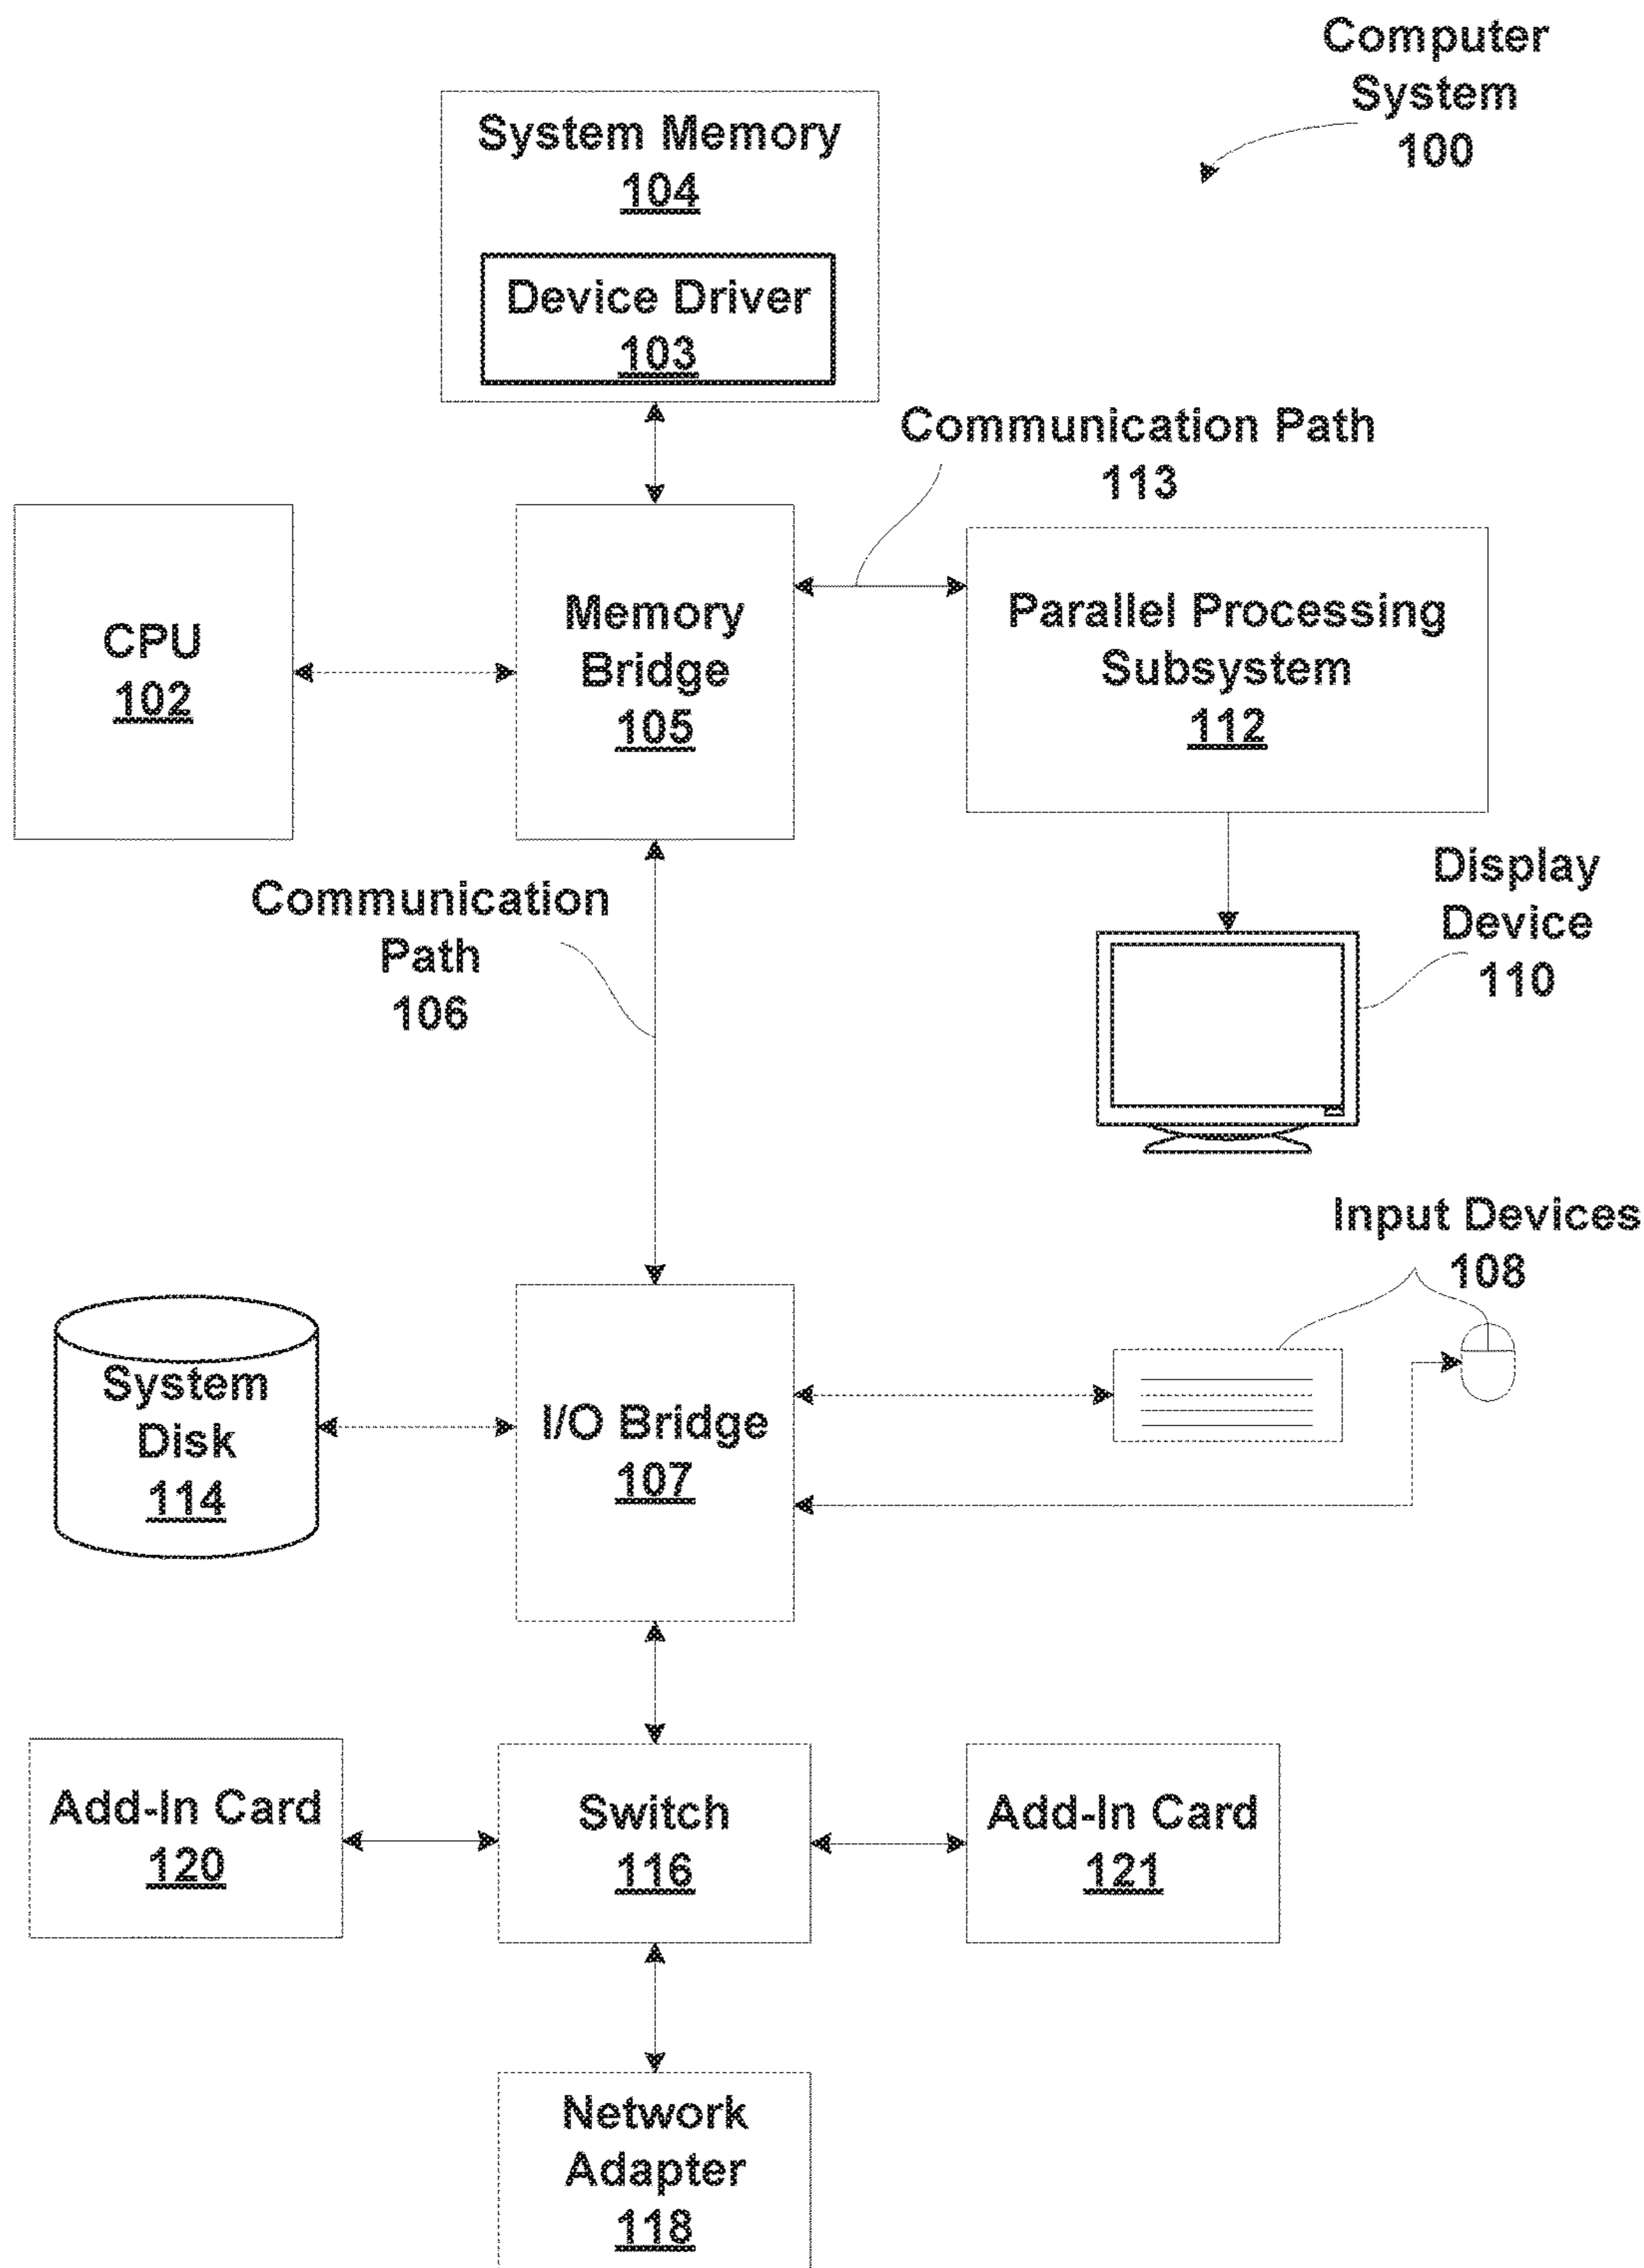 Computer
System
100
System Memory
104
Device Driver
103
Communication Path
113
CPU
102
Memory
Bridge
105
Parallel Processing
Subsystem
112
Communication
Path
106
Display
Device
110
Input Devices
108
System
Disk
114
I/O Bridge
107
Add-In Card
120
Switch
116
Add-In Card
121
Network
Adapter
118